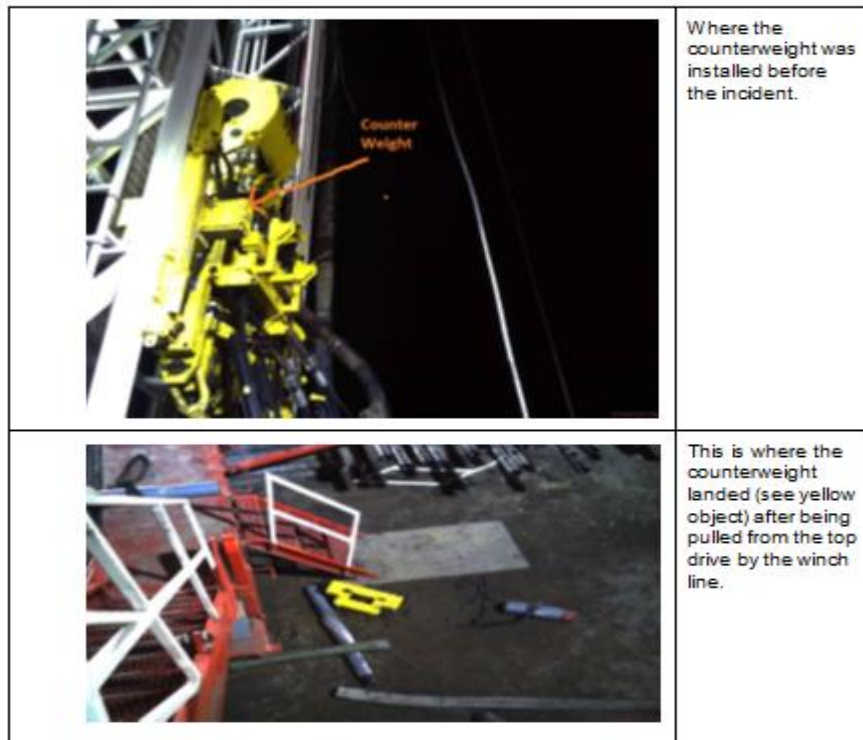 Counter
Weight
Where the
counterweight was
installed before
the incident.
This is where the
counterweight
landed (see yellow
object) after being
pulled from the top
drive by the winch
line.